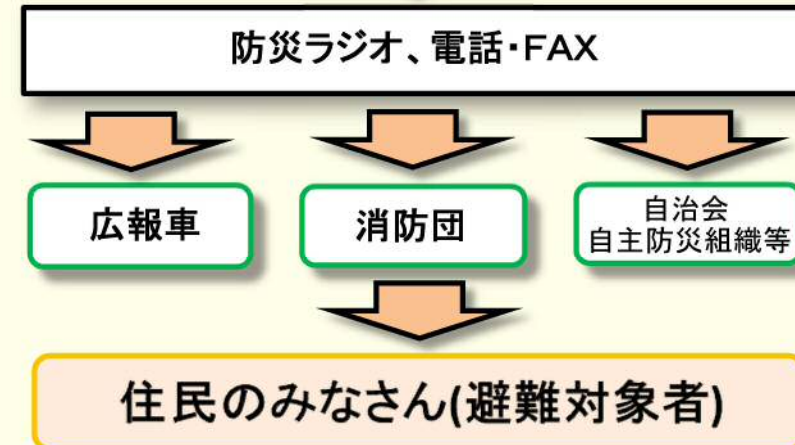 防災ラジオ、電話・FAX
広報車
消防団
自治会
自主防災組織等
住民のみなさん(避難対象者)